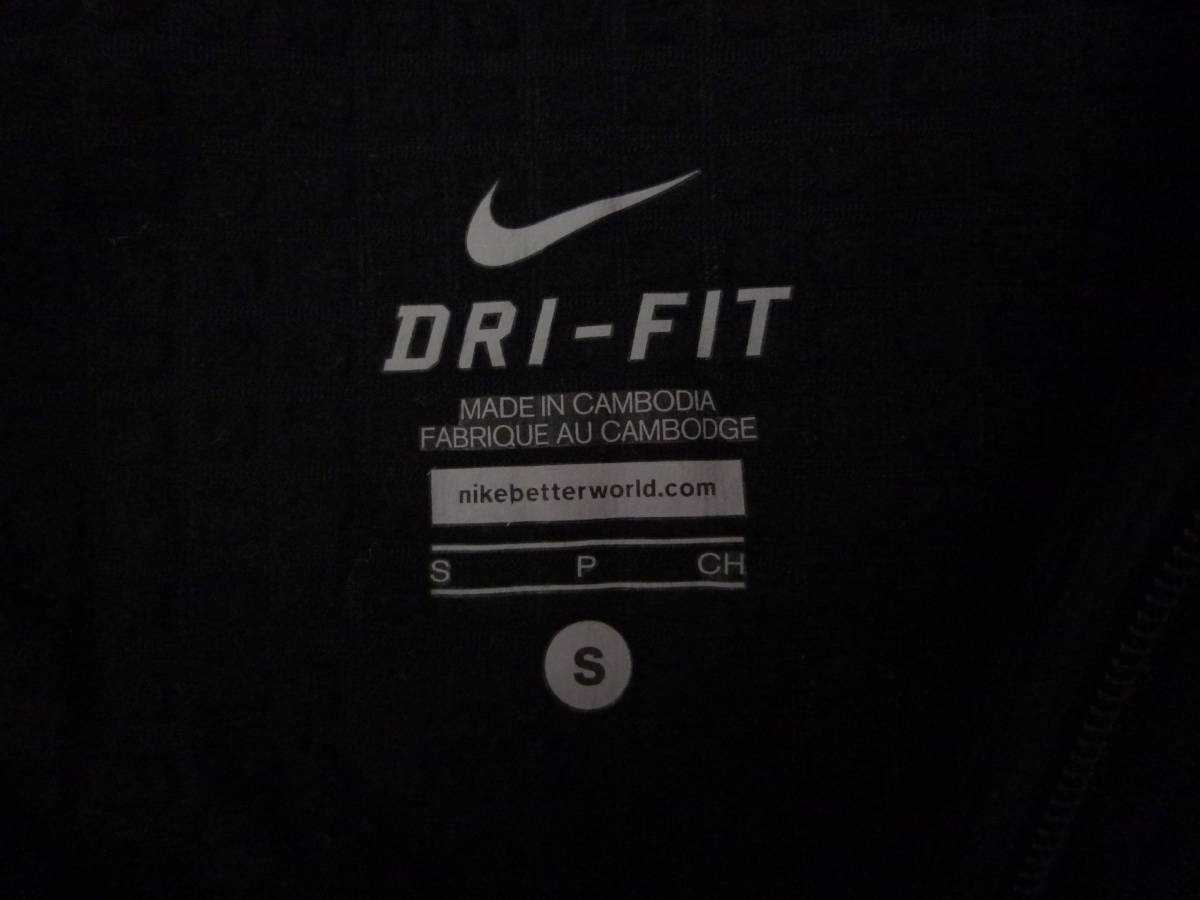 DRI-FIT
MADE IN CAMBODIA
FABRIQUE AU CAMBODGE
nikebetterworld.com
S P CH
S